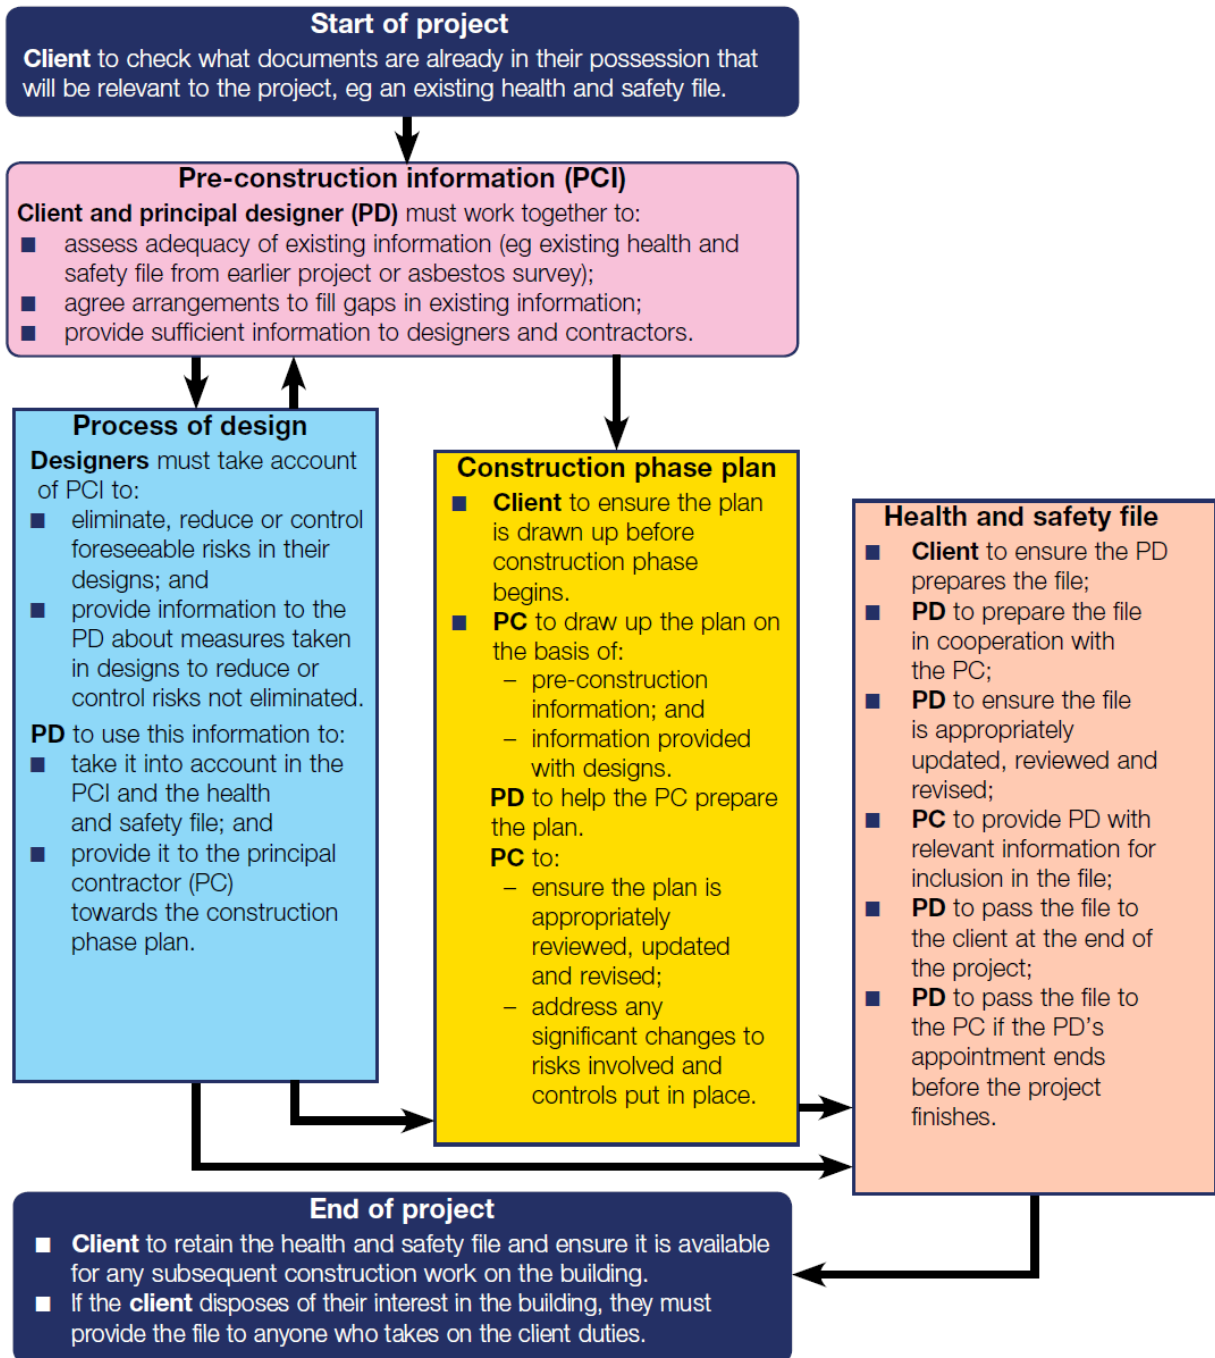 Start of project
Client to check what documents are already in their possession that
will be relevant to the project, eg an existing health and safety file.
Pre-construction information (PCI)
Client and principal designer (PD) must work together to:
■ assess adequacy of existing information (eg existing health and
safety file from earlier project or asbestos survey);
■ agree arrangements to fill gaps in existing information;
■ provide sufficient information to designers and contractors.
Process of design
Designers must take account
of PCI to:
■ eliminate, reduce or control
foreseeable risks in their
designs; and
■ provide information to the
PD about measures taken
in designs to reduce or
control risks not eliminated.
PD to use this information to:
■ take it into account in the
PCI and the health
and safety file; and
■ provide it to the principal
contractor (PC)
towards the construction
phase plan.
Construction phase plan
■ Client to ensure the plan
is drawn up before
construction phase
begins.
■ PC to draw up the plan on
the basis of:
– pre-construction
information; and
– information provided
with designs.
PD to help the PC prepare
the plan.
PC to:
– ensure the plan is
appropriately
reviewed, updated
and revised;
– address any
significant changes to
risks involved and
controls put in place.
Health and safety file
■ Client to ensure the PD
prepares the file;
■ PD to prepare the file
in cooperation with
the PC;
■ PD to ensure the file
is appropriately
updated, reviewed and
revised;
■ PC to provide PD with
relevant information for
inclusion in the file;
■ PD to pass the file to
the client at the end of
the project;
■ PD to pass the file to
the PC if the PD’s
appointment ends
before the project
finishes.
End of project
■ Client to retain the health and safety file and ensure it is available
for any subsequent construction work on the building.
■ If the client disposes of their interest in the building, they must
provide the file to anyone who takes on the client duties.